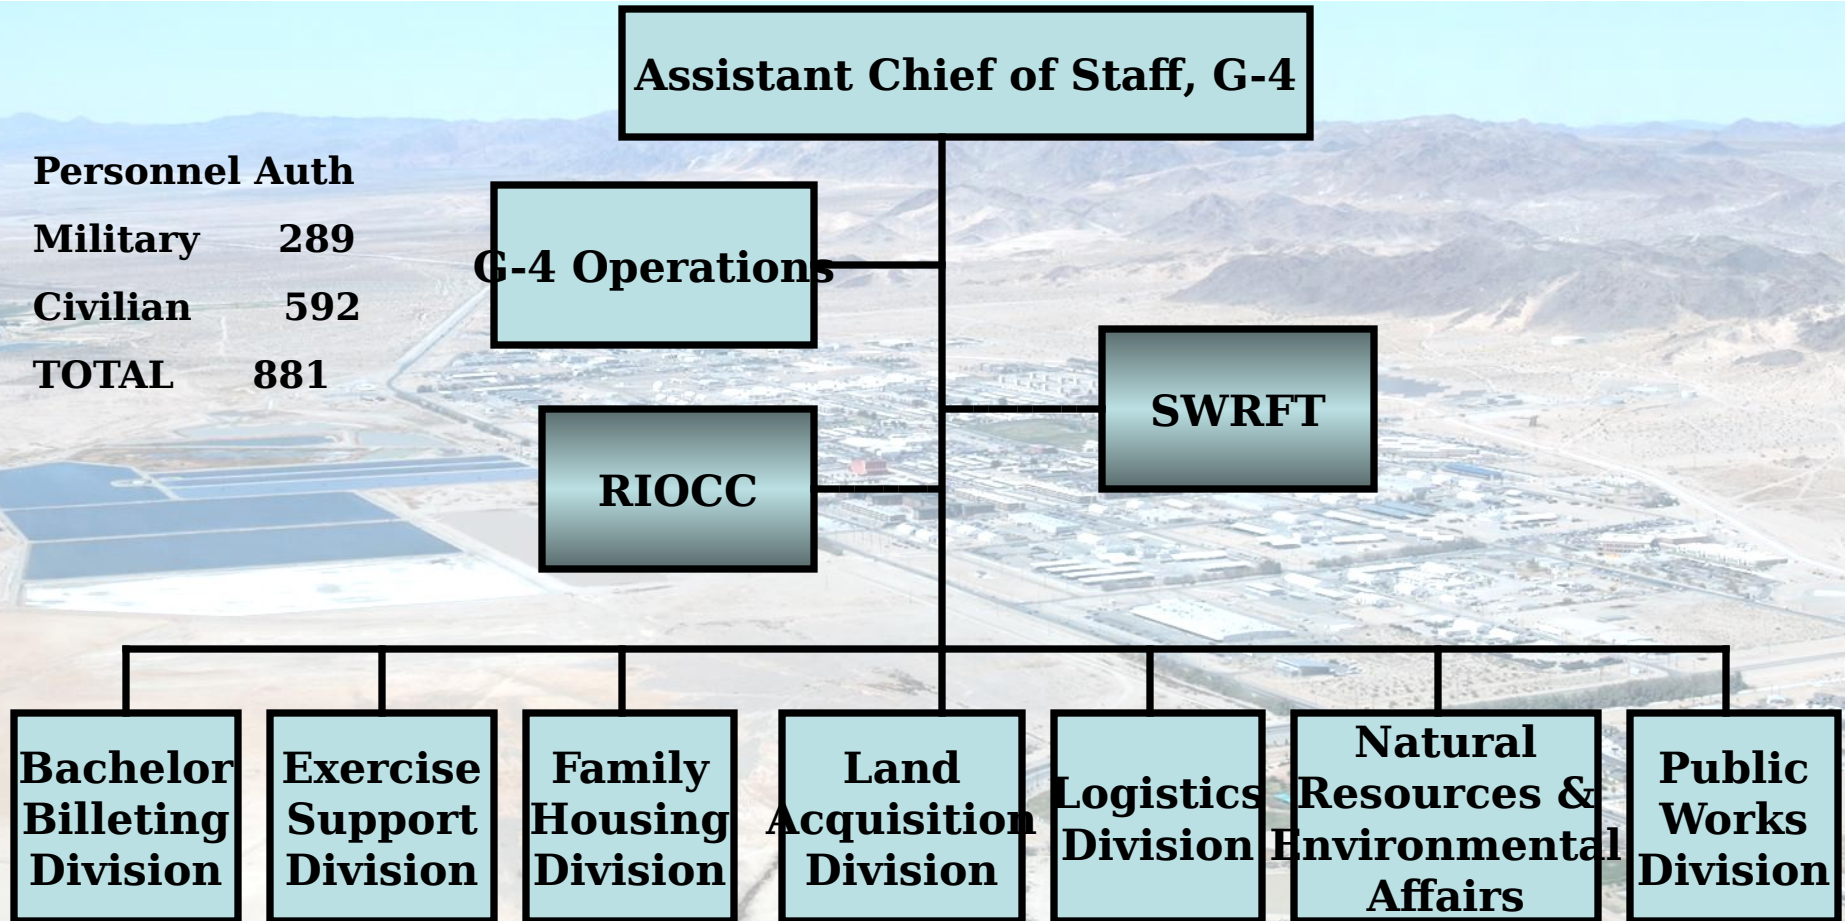 Assistant Chief of Staff, G-4
Personnel Auth
Military 289
Civilian 592
TOTAL 881
G-4 Operations
SWRFT
RIOCC
Bachelor
Billeting
Division
Exercise
Support
Division
Family
Housing
Division
Land
Acquisition
Division
Logistics
Division
Natural
Resources &
Environmental
Affairs
Public
Works
Division